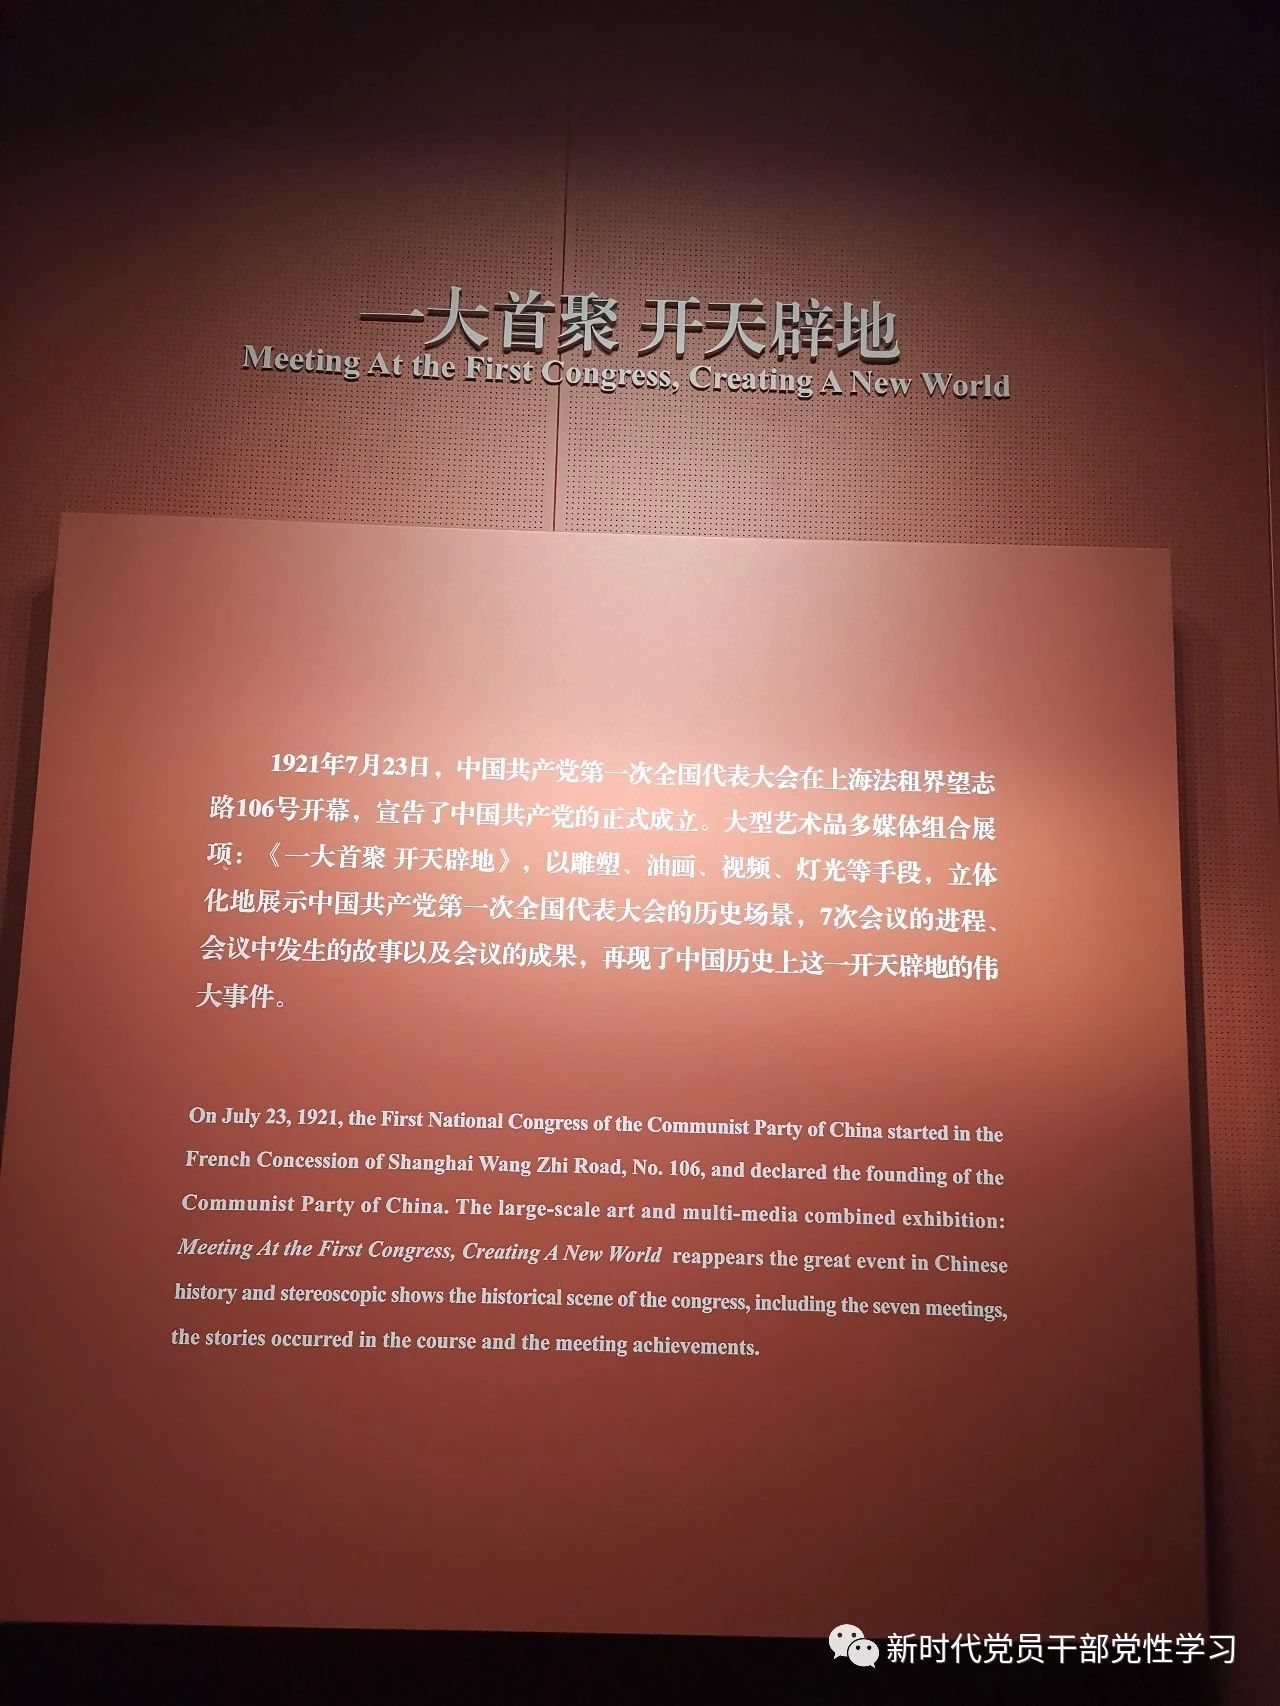 一大首聚 开天辟地
Meeting At the First Congress, Creating A New World
1921年7月23日，中国共产党第一次全国代表大会在上海法租界望志
路106号开幕，宣告了中国共产党的正式成立。大型艺术品多媒体组合展
项：《一大首聚 开天辟地》，以雕塑、油画、视频、灯光等手段，立体
化地展示中国共产党第一次全国代表大会的历史场景，7次会议的进程、
会议中发生的故事以及会议的成果，再现了中国历史上这一开天辟地的伟
大事件。
On July 23, 1921, the First National Congress of the Communist Party of China started in the
French Concession of Shanghai Wang Zhi Road, No. 106, and declared the founding of the
Communist Party of China. The large-scale art and multi-media combined exhibition:
Meeting At the First Congress, Creating A New World reappears the great event in Chinese
history and stereoscopic shows the historical scene of the congress, including the seven meetings,
the stories occurred in the course and the meeting achievements.
新时代党员干部党性学习